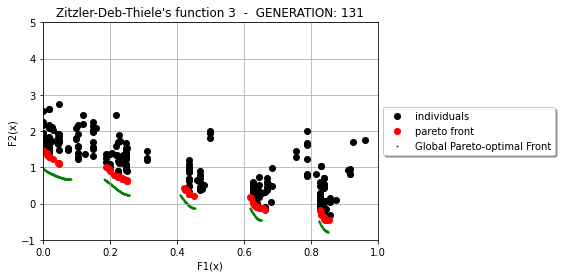 Zitzler-Deb-Thiele's function 3 - GENERATION: 131
5
4
3
2
1
0
−1
F2(x)
0.0 0.2 0.4 0.6 0.8 1.0
F1(x)
individuals
pareto front
Global Pareto-optimal Front